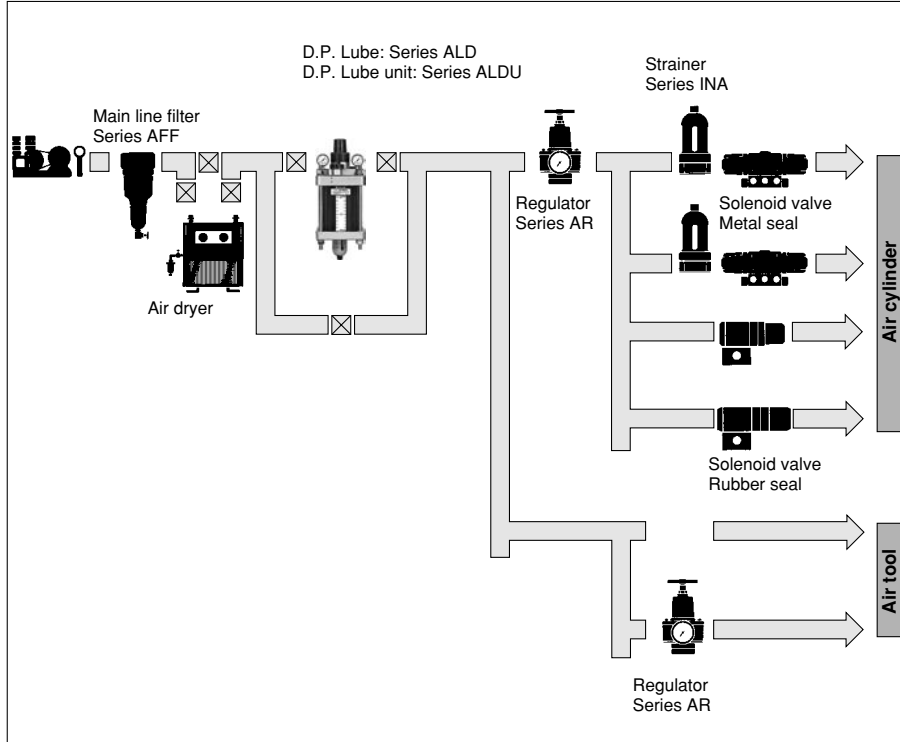 D.P. Lube: Series ALD
D.P. Lube unit: Series ALDU
Strainer
Series INA
Main line filter
Series AFF
Regulator
Series AR
Solenoid valve
Metal seal
Air dryer
Air cylinder
Solenoid valve
Rubber seal
Air tool
Regulator
Series AR